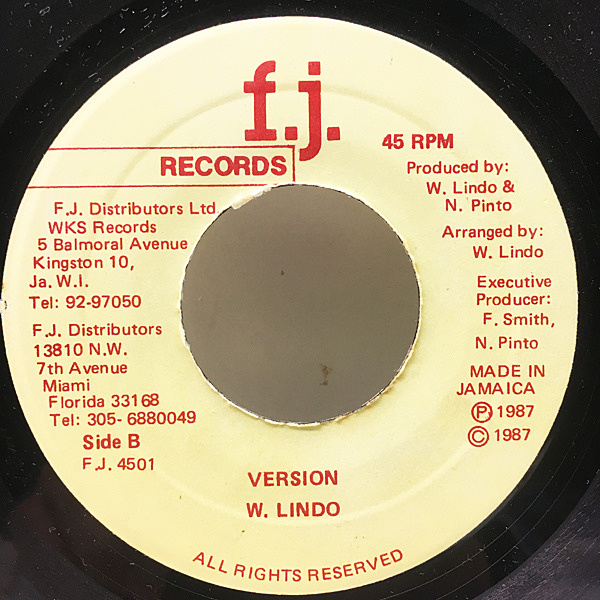 f.j.
RECORDS
45 RPM
Produced by:
W. Lindo &
N. Pinto
Arranged by:
W. Lindo
Executive
Producer:
F. Smith,
N. Pinto
MADE IN
JAMAICA
Ⓟ 1987
© 1987
F.J. Distributors Ltd
WKS Records
5 Balmoral Avenue
Kingston 10,
Ja. W.I.
Tel: 92-97050
F.J. Distributors
13810 N.W.
7th Avenue
Miami
Florida 33168
Tel: 305- 6880049
Side B
F.J. 4501
VERSION
W. LINDO
ALL RIGHTS RESERVED